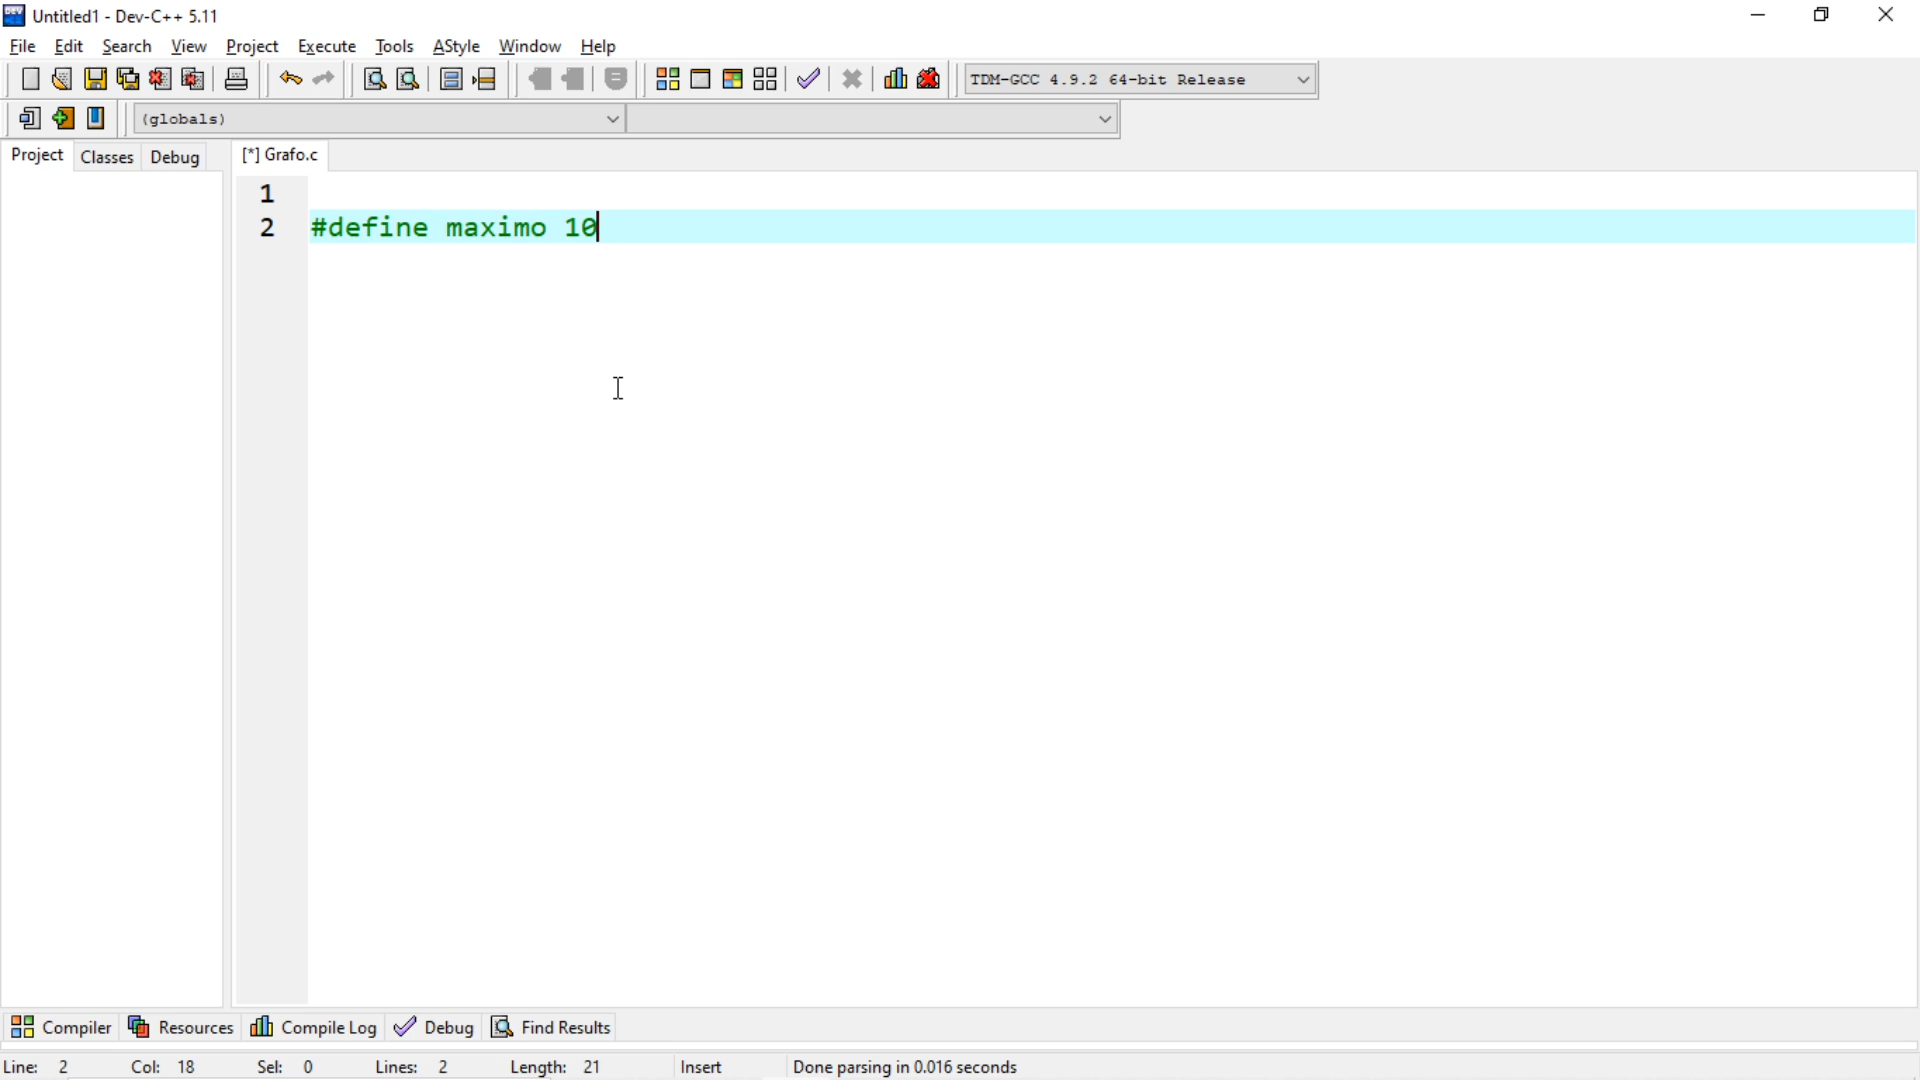 Untitled1 - Dev-C++ 5.11
File Edit Search View Project Execute Tools AStyle Window Help
TDM-GCC 4.9.2 64-bit Release
(globals)
Project Classes Debug
[*] Grafo.c
1
2 #define maximo 10
Compiler Resources Compile Log Debug Find Results
Line: 2 Col: 18 Sel: 0 Lines: 2 Length: 21 Insert Done parsing in 0.016 seconds